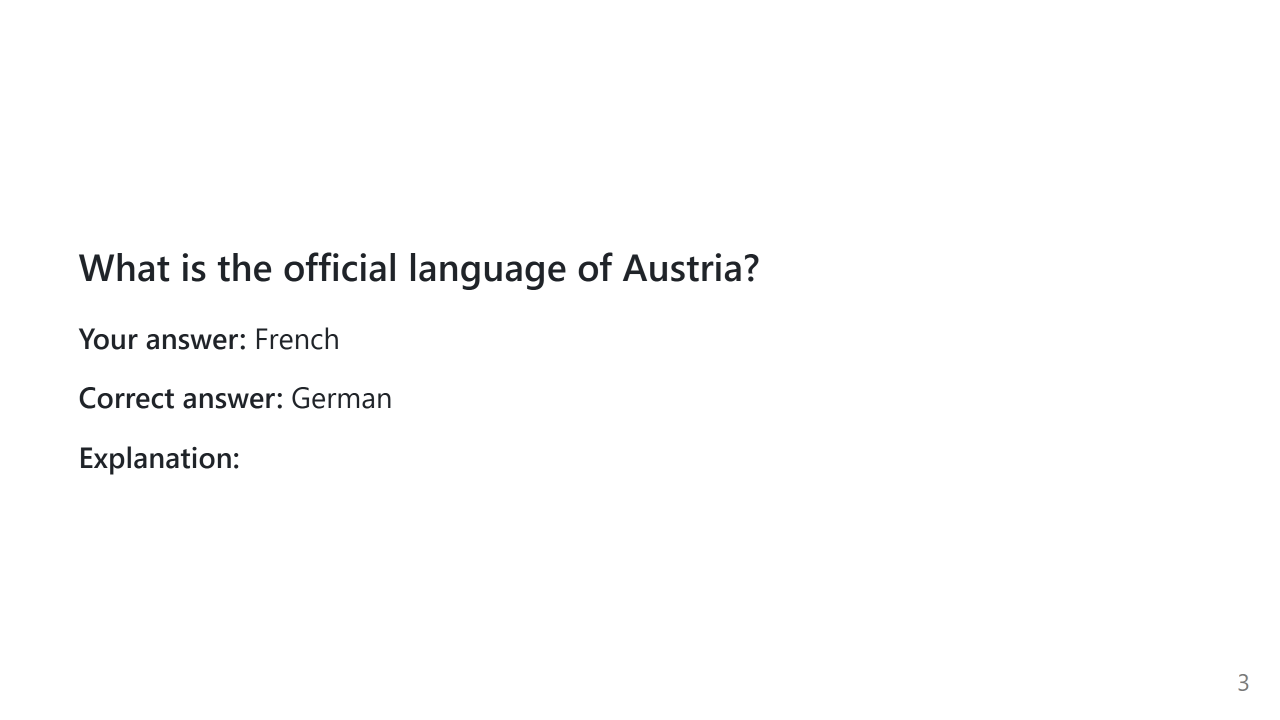 What is the official language of Austria?
Your answer: French
Correct answer: German
Explanation:
3